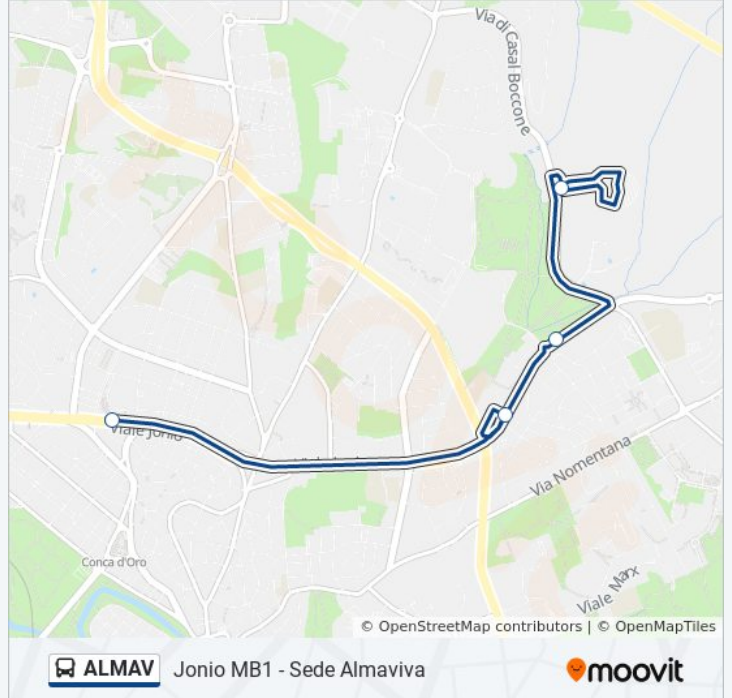 Via di Casal Boccone
Viale Jonio
Via Nomentana
Conca d'Oro
Viale Marx
© OpenStreetMap contributors | © OpenMapTiles
ALMAV Jonio MB1 - Sede Almaviva moovit